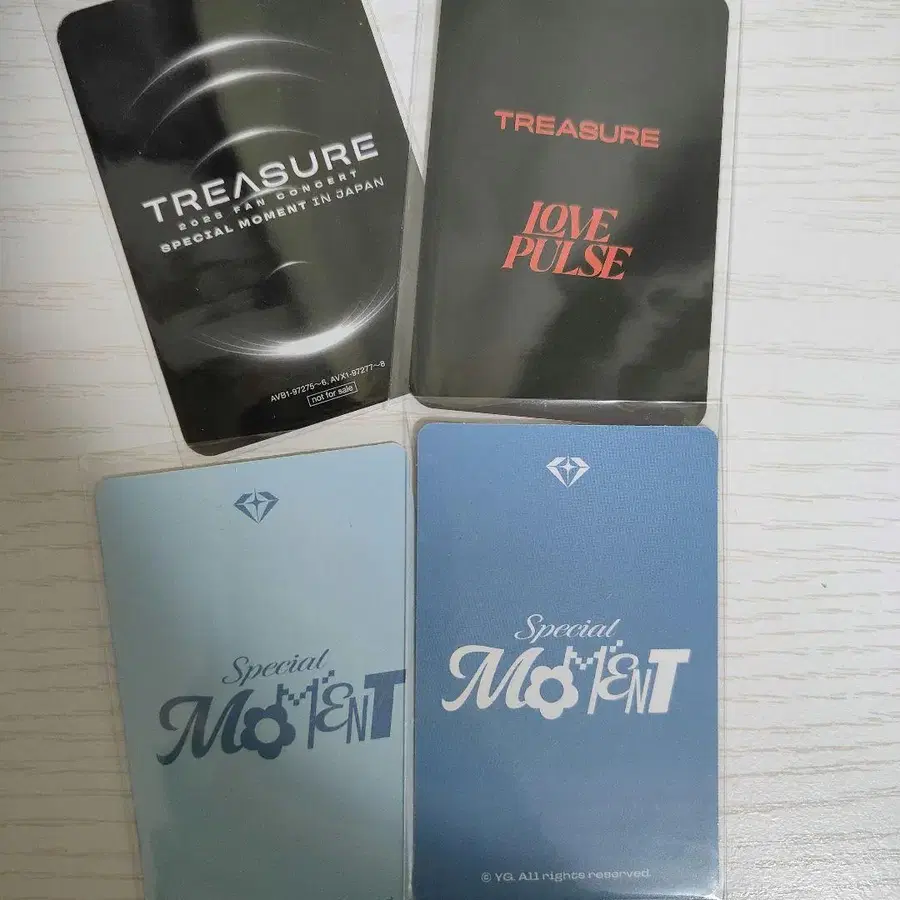 TREASURE
2025 FAN CONCERT
SPECIAL MOMENT IN JAPAN
AVB1-97275~6, AVX1-97277~8
not for sale
TREASURE
LOVE
PULSE
Special
MOMENT
Special
MOMENT
© YG. All rights reserved.